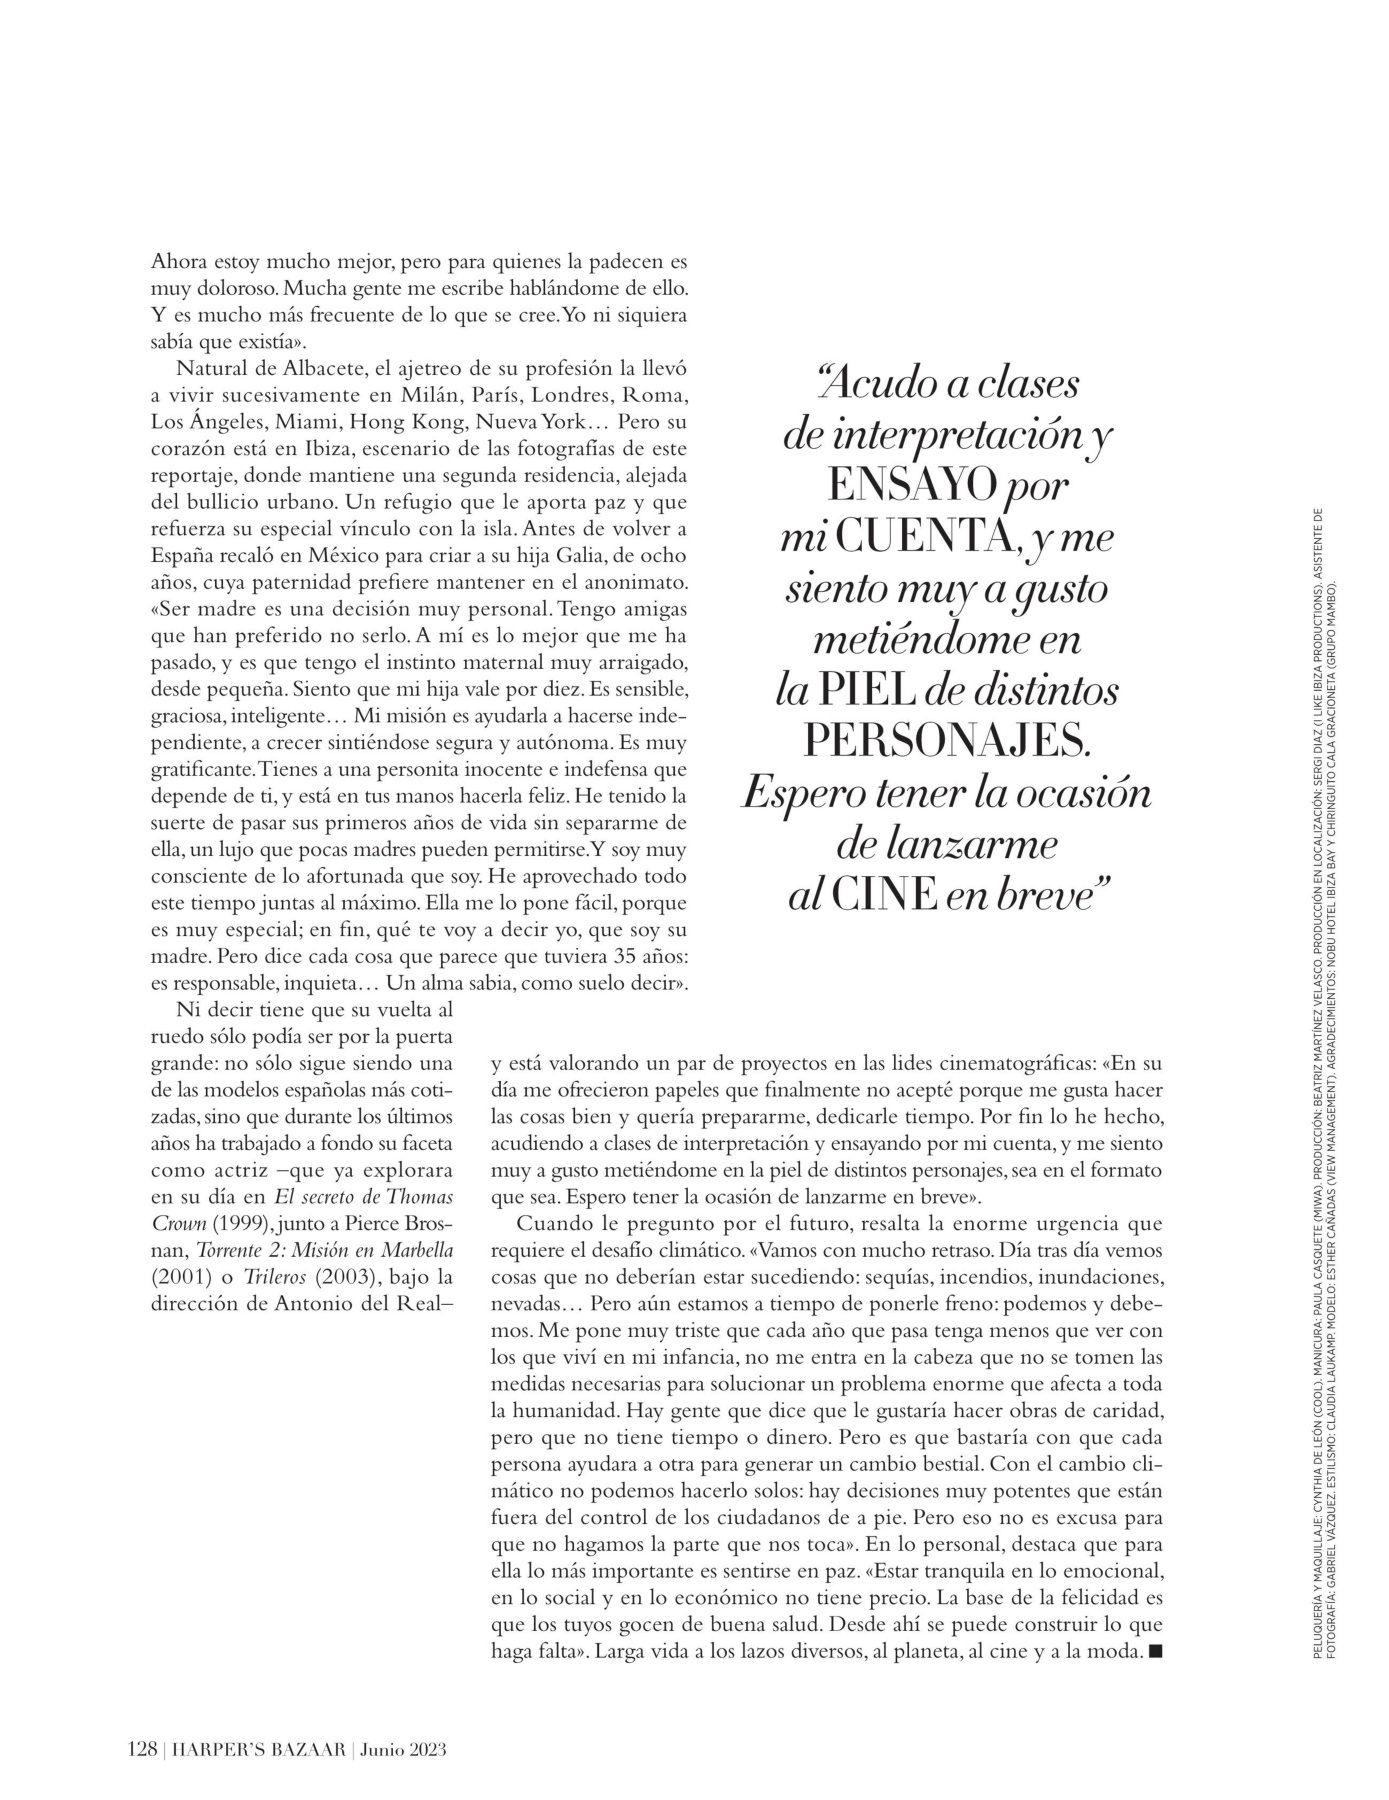 Ahora estoy mucho mejor, pero para quienes la padecen es
muy doloroso. Mucha gente me escribe hablándome de ello.
Y es mucho más frecuente de lo que se cree. Yo ni siquiera
sabía que existía».
Natural de Albacete, el ajetreo de su profesión la llevó
a vivir sucesivamente en Milán, París, Londres, Roma,
Los Ángeles, Miami, Hong Kong, Nueva York… Pero su
corazón está en Ibiza, escenario de las fotografías de este
reportaje, donde mantiene una segunda residencia, alejada
del bullicio urbano. Un refugio que le aporta paz y que
refuerza su especial vínculo con la isla. Antes de volver a
España recaló en México para criar a su hija Galia, de ocho
años, cuya paternidad prefiere mantener en el anonimato.
«Ser madre es una decisión muy personal. Tengo amigas
que han preferido no serlo. A mí es lo mejor que me ha
pasado, y es que tengo el instinto maternal muy arraigado,
desde pequeña. Siento que mi hija vale por diez. Es sensible,
graciosa, inteligente… Mi misión es ayudarla a hacerse inde-
pendiente, a crecer sintiéndose segura y autónoma. Es muy
gratificante. Tienes a una personita inocente e indefensa que
depende de ti, y está en tus manos hacerla feliz. He tenido la
suerte de pasar sus primeros años de vida sin separarme de
ella, un lujo que pocas madres pueden permitirse. Y soy muy
consciente de lo afortunada que soy. He aprovechado todo
este tiempo juntas al máximo. Ella me lo pone fácil, porque
es muy especial; en fin, qué te voy a decir yo, que soy su
madre. Pero dice cada cosa que parece que tuviera 35 años:
es responsable, inquieta… Un alma sabia, como suelo decir».
Ni decir tiene que su vuelta al
ruedo sólo podía ser por la puerta
grande: no sólo sigue siendo una
de las modelos españolas más coti-
zadas, sino que durante los últimos
años ha trabajado a fondo su faceta
como actriz –que ya explorara
en su día en El secreto de Thomas
Crown (1999), junto a Pierce Bros-
nan, Torrente 2: Misión en Marbella
(2001) o Trileros (2003), bajo la
dirección de Antonio del Real–
“Acudo a clases
de interpretación y
ENSAYO por
mi CUENTA, y me
siento muy a gusto
metiéndome en
la PIEL de distintos
PERSONAJES.
Espero tener la ocasión
de lanzarme
al CINE en breve”
y está valorando un par de proyectos en las lides cinematográficas: «En su
día me ofrecieron papeles que finalmente no acepté porque me gusta hacer
las cosas bien y quería prepararme, dedicarle tiempo. Por fin lo he hecho,
acudiendo a clases de interpretación y ensayando por mi cuenta, y me siento
muy a gusto metiéndome en la piel de distintos personajes, sea en el formato
que sea. Espero tener la ocasión de lanzarme en breve».
Cuando le pregunto por el futuro, resalta la enorme urgencia que
requiere el desafío climático. «Vamos con mucho retraso. Día tras día vemos
cosas que no deberían estar sucediendo: sequías, incendios, inundaciones,
nevadas… Pero aún estamos a tiempo de ponerle freno: podemos y debe-
mos. Me pone muy triste que cada año que pasa tenga menos que ver con
los que viví en mi infancia, no me entra en la cabeza que no se tomen las
medidas necesarias para solucionar un problema enorme que afecta a toda
la humanidad. Hay gente que dice que le gustaría hacer obras de caridad,
pero que no tiene tiempo o dinero. Pero es que bastaría con que cada
persona ayudara a otra para generar un cambio bestial. Con el cambio cli-
mático no podemos hacerlo solos: hay decisiones muy potentes que están
fuera del control de los ciudadanos de a pie. Pero eso no es excusa para
que no hagamos la parte que nos toca». En lo personal, destaca que para
ella lo más importante es sentirse en paz. «Estar tranquila en lo emocional,
en lo social y en lo económico no tiene precio. La base de la felicidad es
que los tuyos gocen de buena salud. Desde ahí se puede construir lo que
haga falta». Larga vida a los lazos diversos, al planeta, al cine y a la moda. ■
PELUQUERÍA Y MAQUILLAJE: CYNTHIA DE LEÓN (COOL). MANICURA: PAULA CASQUETE (MIWA). PRODUCCIÓN: BEATRIZ MARTÍNEZ VELASCO. PRODUCCIÓN EN LOCALIZACIÓN: SERGI DIAZ (I LIKE IBIZA PRODUCTIONS). ASISTENTE DE
FOTOGRAFÍA: GABRIEL VÁZQUEZ. ESTILISMO: CLAUDIA LAUKAMP. MODELO: ESTHER CAÑADAS (VIEW MANAGEMENT). AGRADECIMIENTOS: NOBU HOTEL IBIZA BAY Y CHIRINGUITO CALA GRACIONETA (GRUPO MAMBO).
128 | HARPER'S BAZAAR | Junio 2023